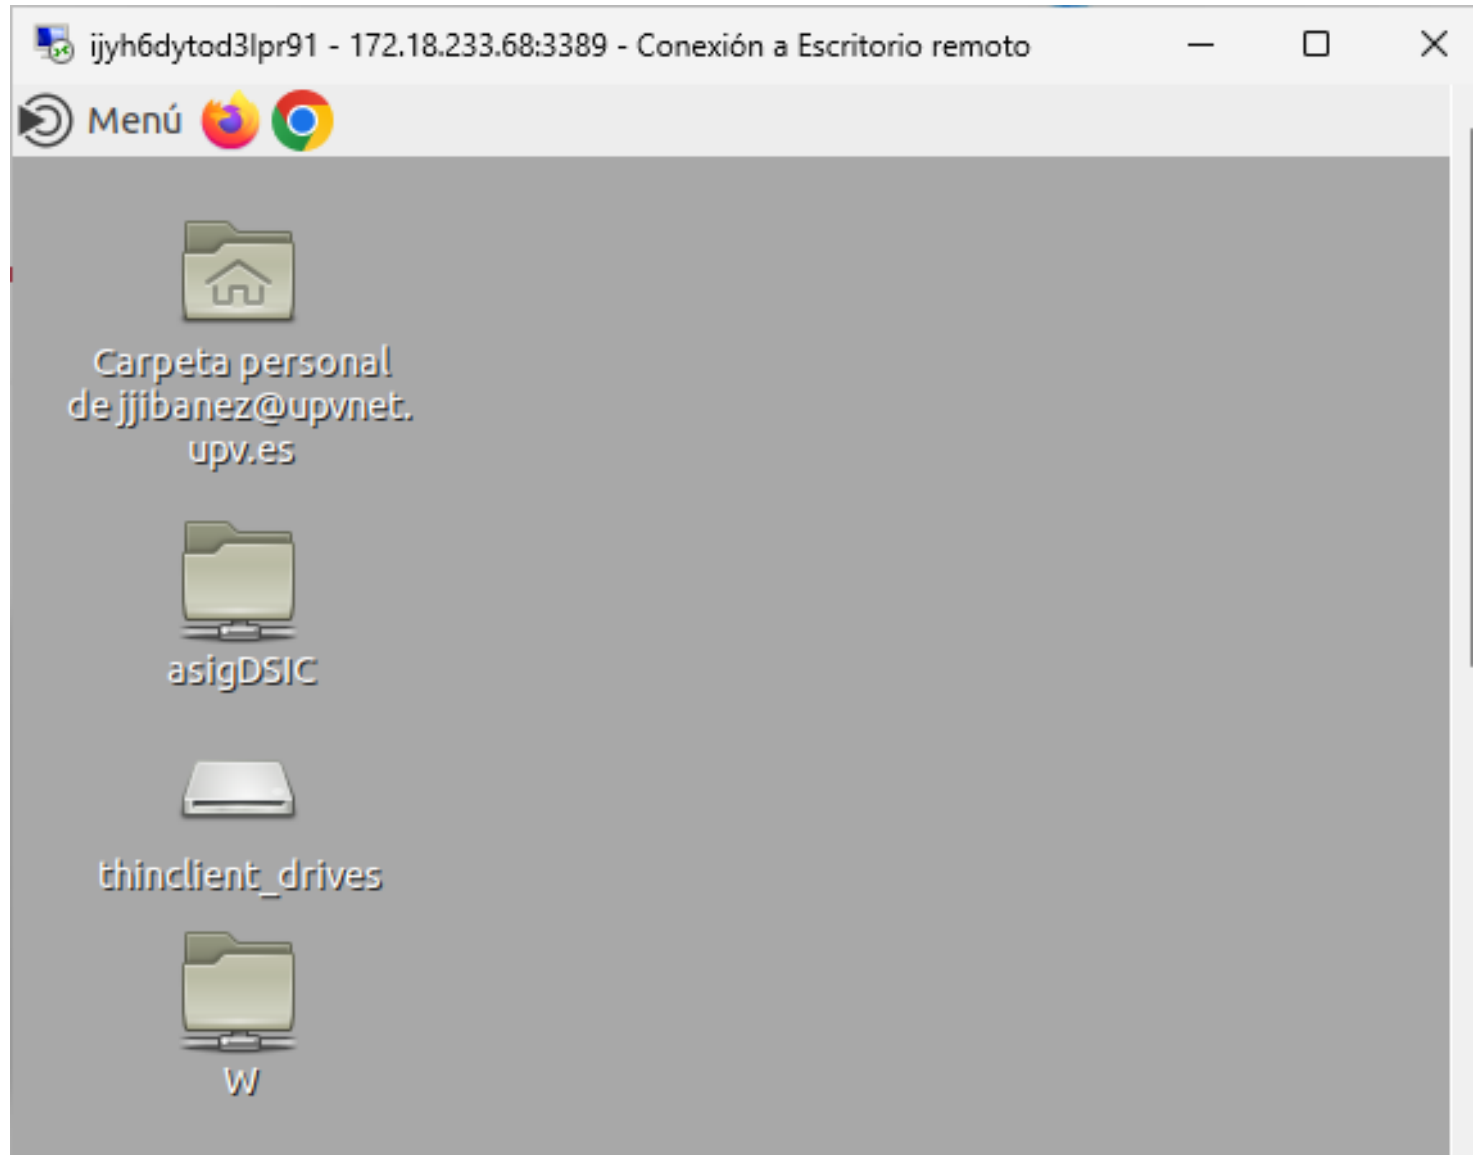 ijyh6dytod3lpr91 - 172.18.233.68:3389 - Conexión a Escritorio remoto
Menú
Carpeta personal
de jjibanez@upvnet.
upv.es
asigDSIC
thinclient_drives
W